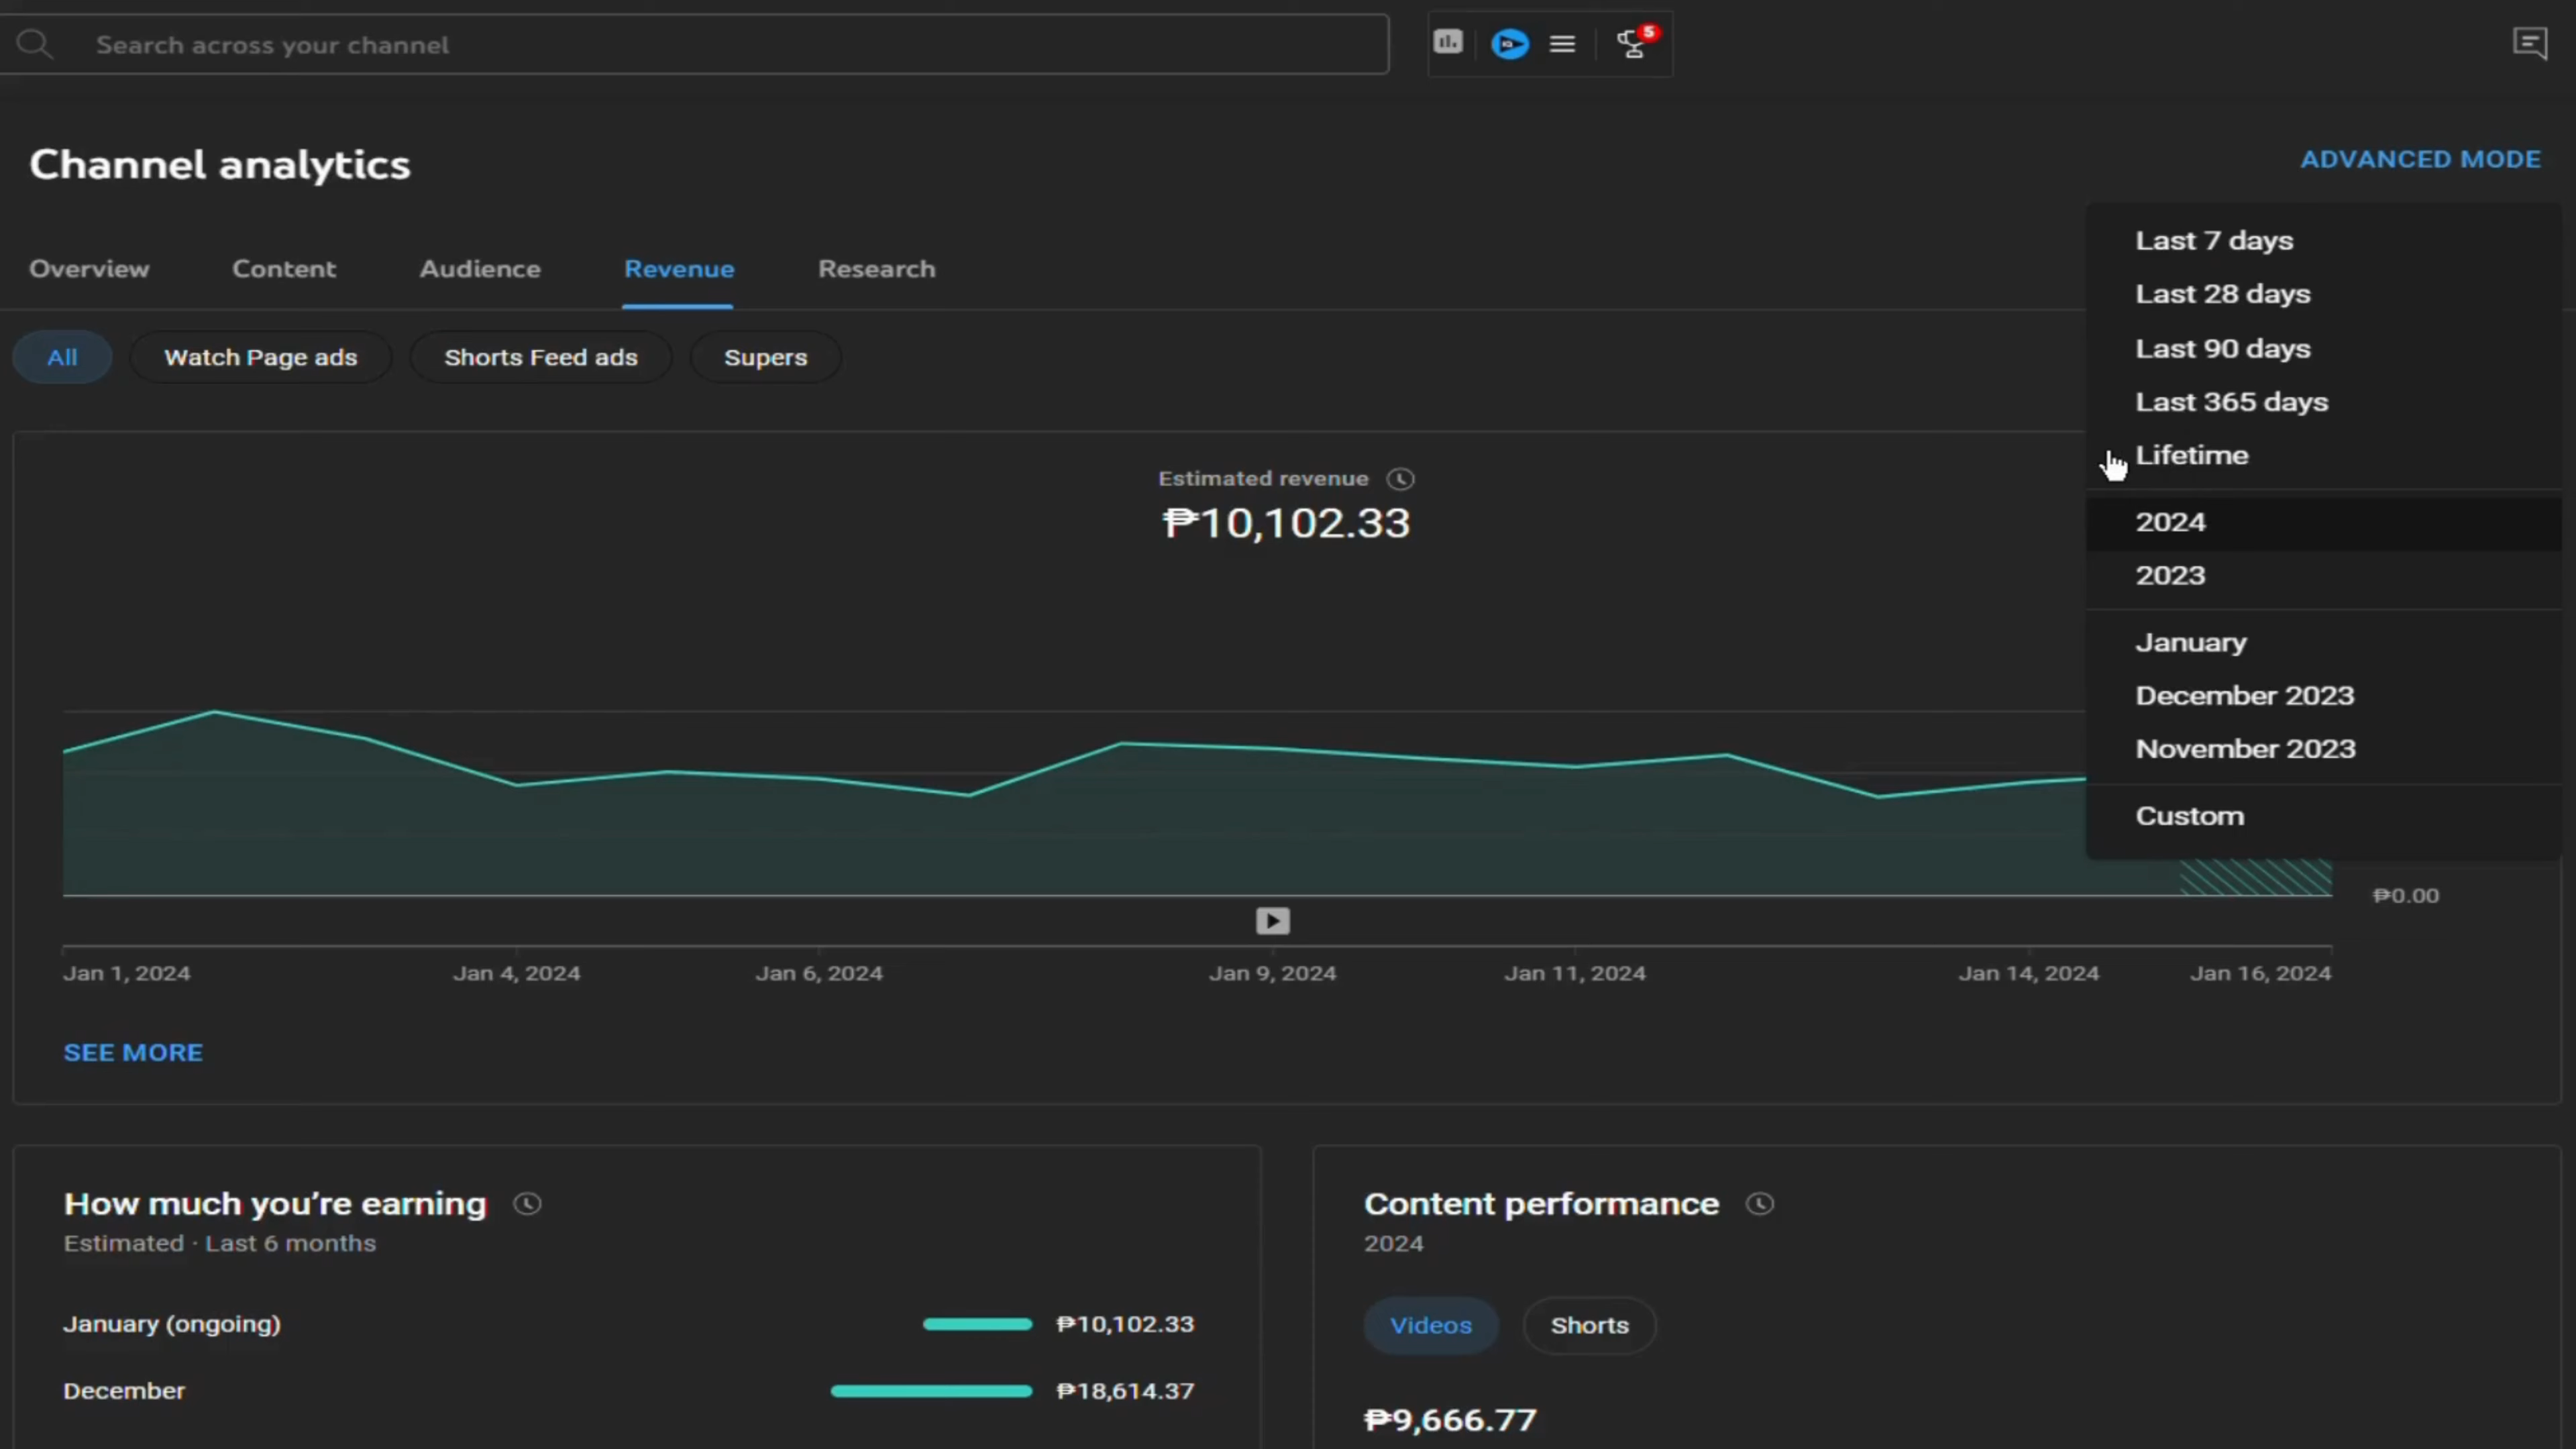 Search across your channel
5
Channel analytics
ADVANCED MODE
Overview Content Audience Revenue Research
All Watch Page ads Shorts Feed ads Supers
Last 7 days
Last 28 days
Last 90 days
Last 365 days
Lifetime
2024
2023
January
December 2023
November 2023
Custom
Estimated revenue
₱10,102.33
₱0.00
Jan 1, 2024 Jan 4, 2024 Jan 6, 2024 Jan 9, 2024 Jan 11, 2024 Jan 14, 2024 Jan 16, 2024
SEE MORE
How much you’re earning
Estimated · Last 6 months
January (ongoing) ₱10,102.33
December ₱18,614.37
Content performance
2024
Videos Shorts
₱9,666.77